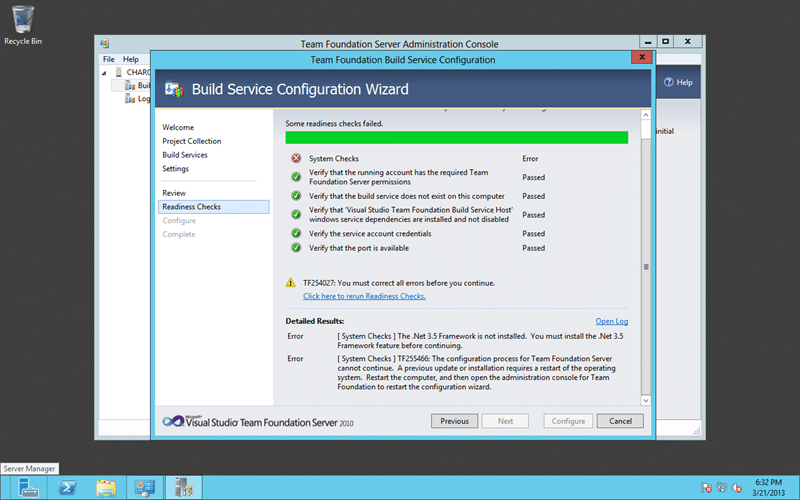 Recycle Bin
Team Foundation Server Administration Console
File Help
CHARG
Buil
Log
Help
initial
Team Foundation Build Service Configuration
Build Service Configuration Wizard
Welcome
Project Collection
Build Services
Settings
Review
Readiness Checks
Configure
Complete
Some readiness checks failed.
System Checks Error
Verify that the running account has the required Team
Foundation Server permissions Passed
Verify that the build service does not exist on this computer Passed
Verify that 'Visual Studio Team Foundation Build Service Host'
windows service dependencies are installed and not disabled Passed
Verify the service account credentials Passed
Verify that the port is available Passed
TF254027: You must correct all errors before you continue.
Click here to rerun Readiness Checks.
Detailed Results: Open Log
Error [ System Checks ] The .Net 3.5 Framework is not installed. You must install the .Net 3.5
Framework feature before continuing.
Error [ System Checks ] TF255466: The configuration process for Team Foundation Server
cannot continue. A previous update or installation requires a restart of the operating
system. Restart the computer, and then open the administration console for Team
Foundation to restart the configuration wizard.
Microsoft
Visual Studio Team Foundation Server 2010
Previous Next Configure Cancel
Server Manager
6:32 PM
3/21/2013